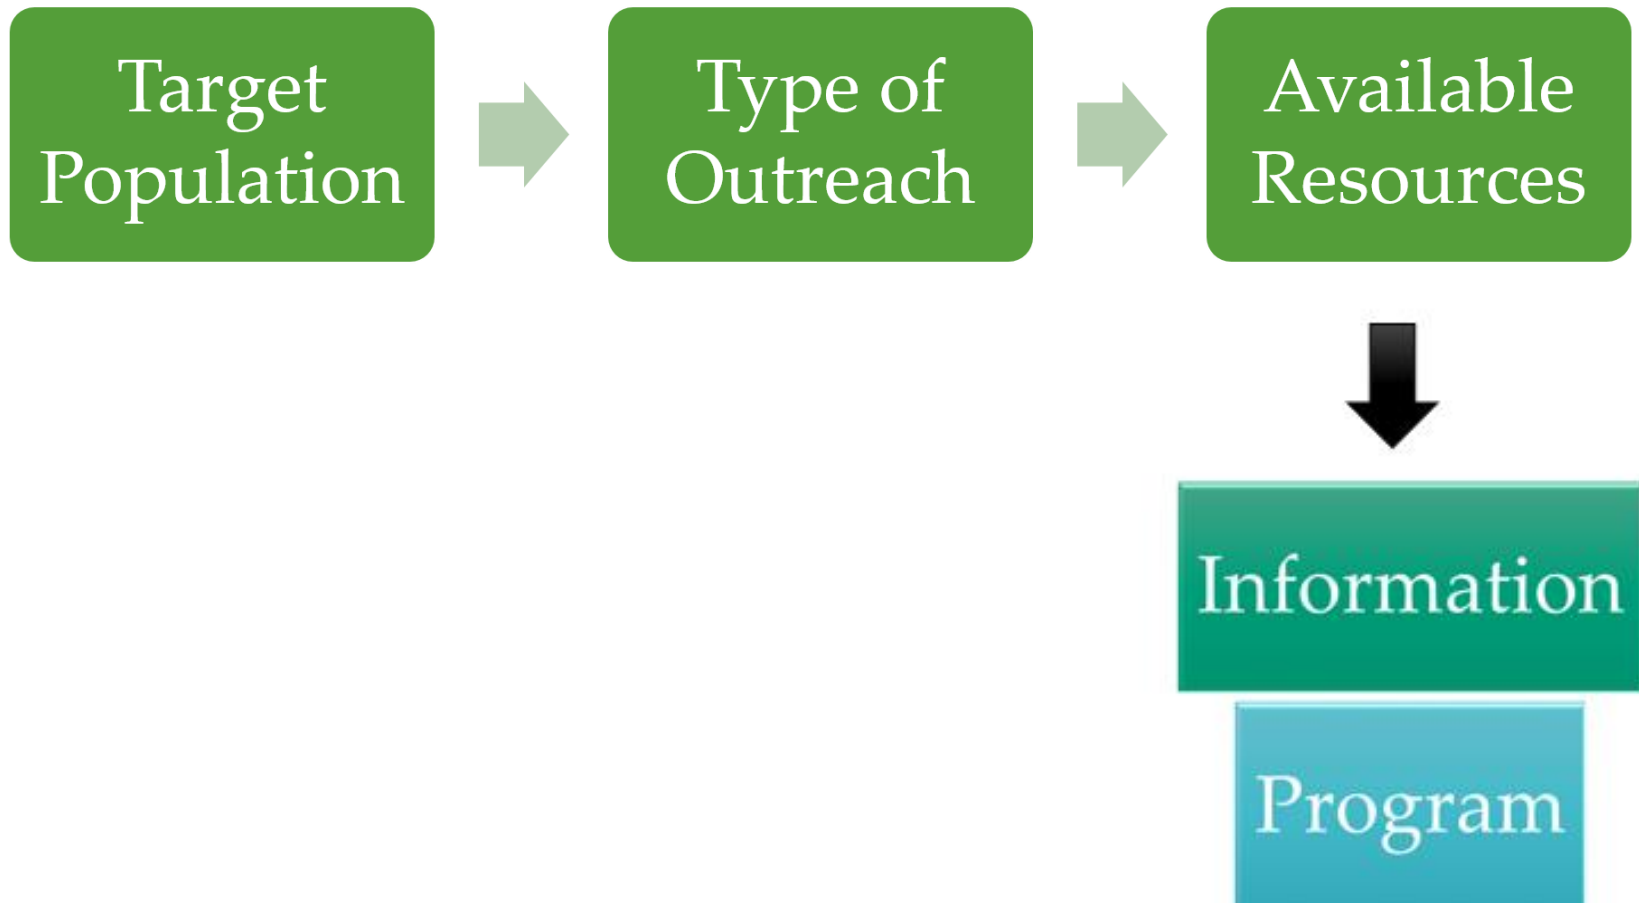 Target
Population
Type of
Outreach
Available
Resources
Information
Program